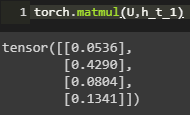 1 torch.matmul(U,h_t_1)
tensor([[0.0536],
[0.4290],
[0.0804],
[0.1341]])